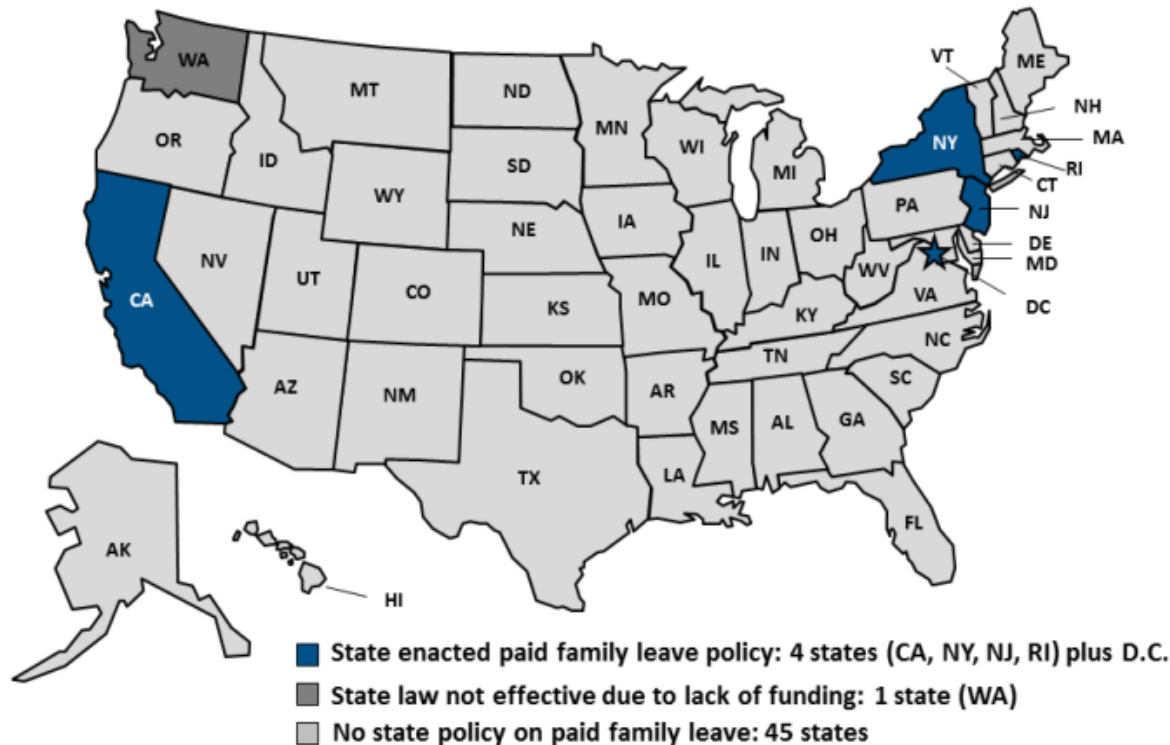 WA
MT
ND
VT
ME
OR
MN
NH
ID
SD
WI
NY
MA
WY
MI
RI
CT
IA
PA
NJ
NE
NV
OH
DE
UT
IL
IN
MD
CA
CO
WV
VA
DC
KS
MO
KY
NC
TN
AZ
NM
OK
AR
SC
MS
AL
GA
TX
LA
FL
AK
HI
State enacted paid family leave policy: 4 states (CA, NY, NJ, RI) plus D.C.
State law not effective due to lack of funding: 1 state (WA)
No state policy on paid family leave: 45 states